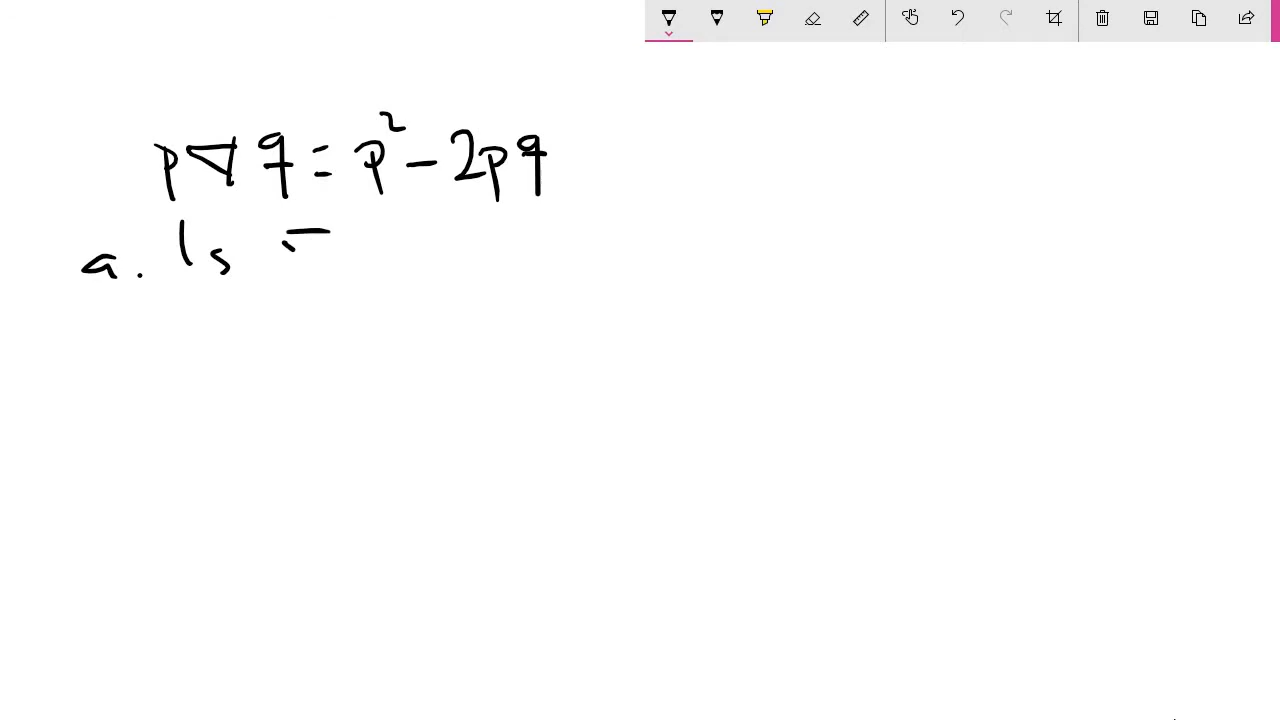 p ∇ q = p² - 2pq
a. Is